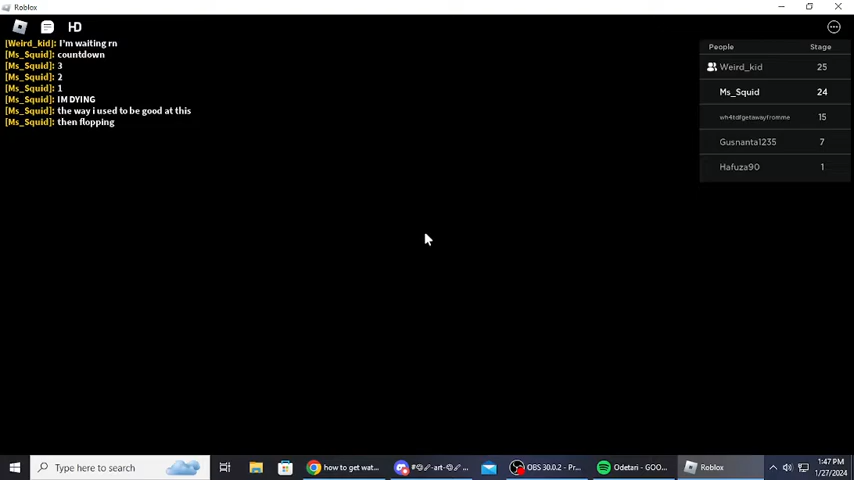 Roblox
HD
[Weird_kid]: I'm waiting rn
[Ms_Squid]: countdown
[Ms_Squid]: 3
[Ms_Squid]: 2
[Ms_Squid]: 1
[Ms_Squid]: IM DYING
[Ms_Squid]: the way i used to be good at this
[Ms_Squid]: then flopping
People Stage
Weird_kid 25
Ms_Squid 24
wh4tdfgetawayfromme 15
Gusnanta1235 7
Hafuza90 1
Type here to search
how to get wat...
OBS 30.0.2 - Pr...
Odetari - GOO...
Roblox
1:47 PM
1/27/2024